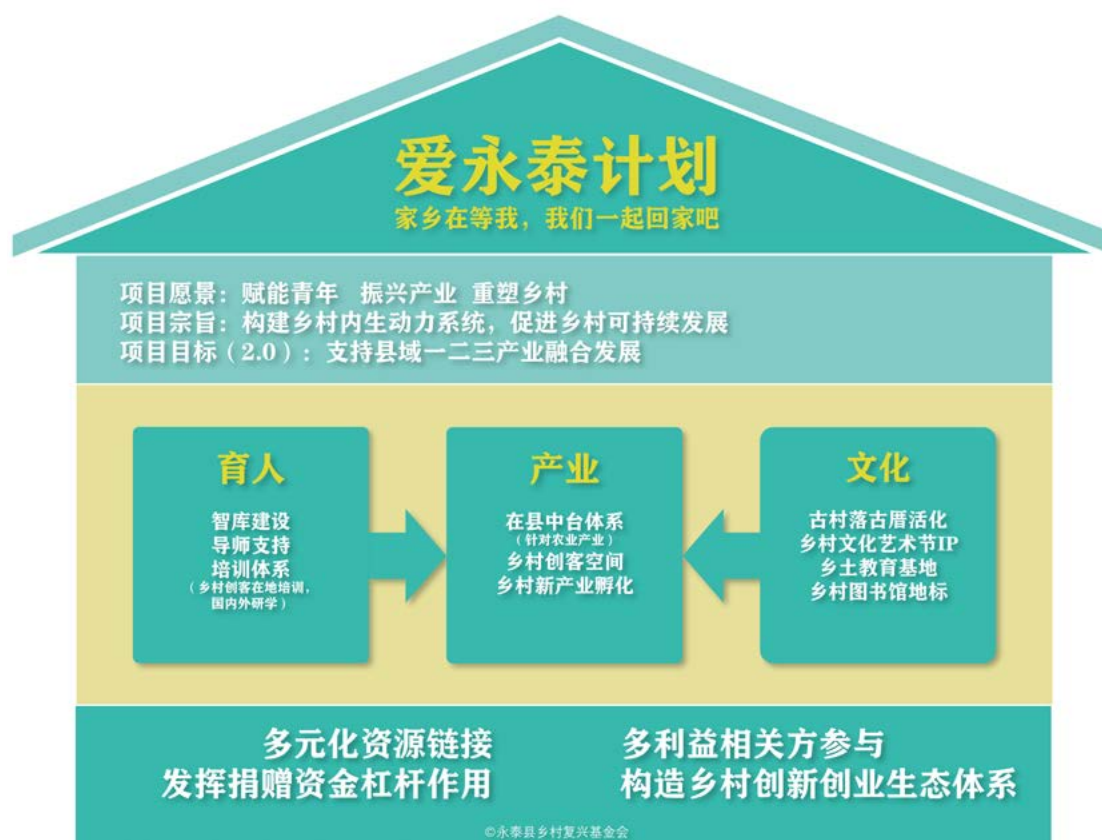 爱永泰计划
家乡在等我，我们一起回家吧
项目愿景：赋能青年 振兴产业 重塑乡村
项目宗旨：构建乡村内生动力系统，促进乡村可持续发展
项目目标（2.0）：支持县域一二三产业融合发展
育人
智库建设
导师支持
培训体系
（乡村创客在地培训，
国内外研学）
产业
在县中台体系
（针对农业产业）
乡村创客空间
乡村新产业孵化
文化
古村落古厝活化
乡村文化艺术节IP
乡土教育基地
乡村图书馆地标
多元化资源链接
发挥捐赠资金杠杆作用
多利益相关方参与
构造乡村创新创业生态体系
©永泰县乡村复兴基金会